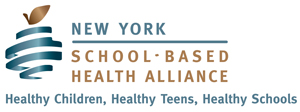 NEW YORK
SCHOOL-BASED
HEALTH ALLIANCE
Healthy Children, Healthy Teens, Healthy Schools